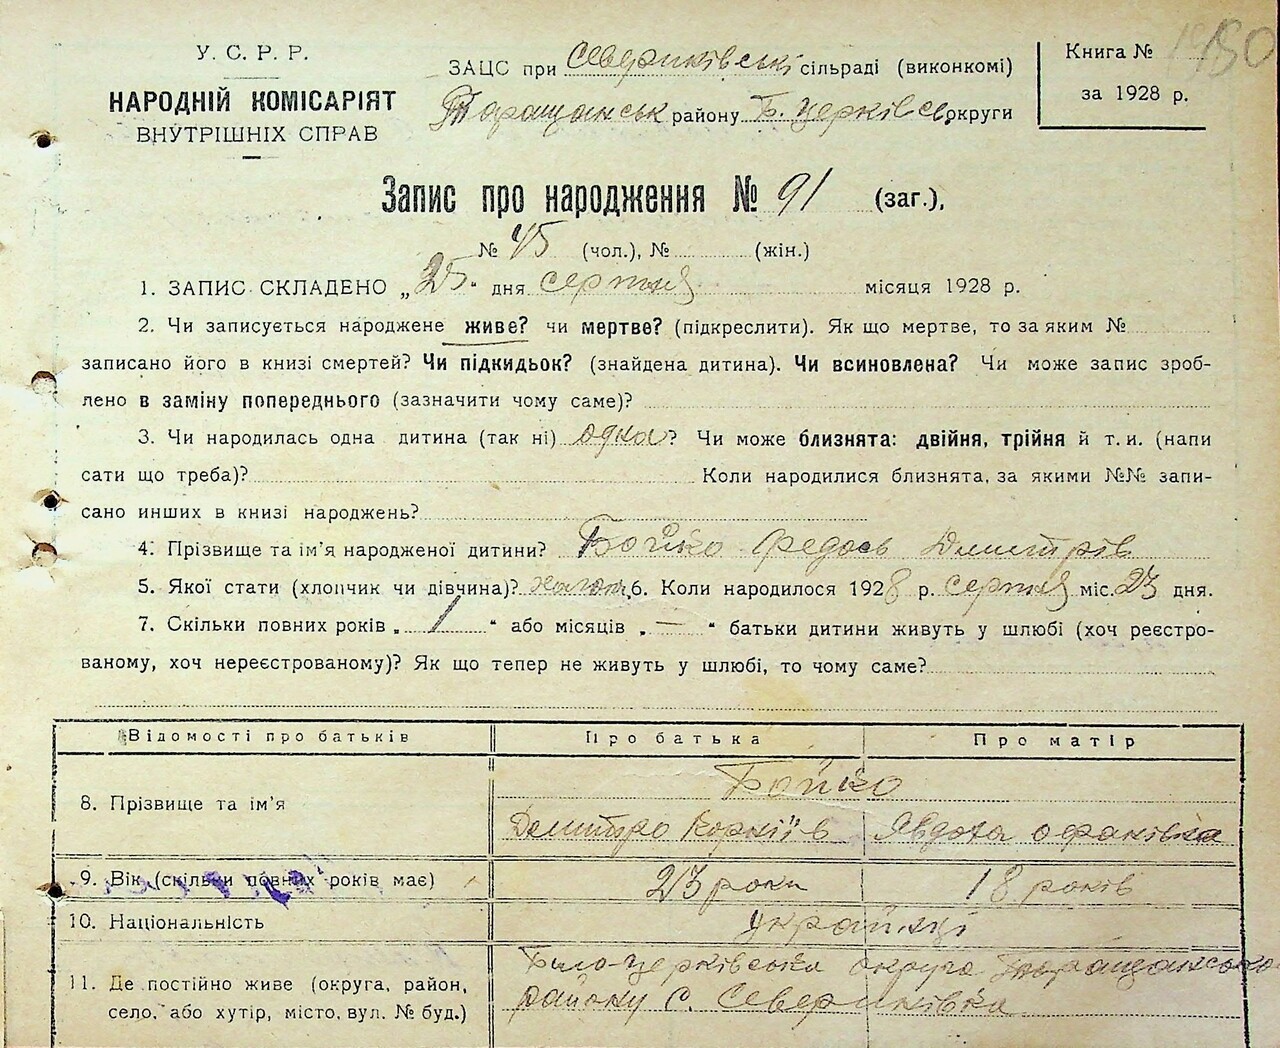 У. С. Р. Р.
НАРОДНІЙ КОМІСАРІЯТ
ВНУТРІШНІХ СПРАВ
ЗАЦС при Севериківські сільраді (виконкомі)
Таращанськ району Б. Церківськ округи
Книга №
за 1928 р.
Запис про народження № 91 (заг.),
№ 45 (чол.), № (жін.)
1. ЗАПИС СКЛАДЕНО „25“ дня серпня місяця 1928 р.
2. Чи записується народжене живе? чи мертве? (підкреслити). Як що мертве, то за яким №
записано його в книзі смертей? Чи підкидьок? (знайдена дитина). Чи всиновлена? Чи може запис зроб-
лено в заміну попереднього (зазначити чому саме)?
3. Чи народилась одна дитина (так ні) одна? Чи може близнята: двійня, трійня й т. и. (напи
сати що треба)? Коли народилися близнята, за якими №№ запи-
сано инших в книзі народжень?
4. Прізвище та ім'я народженої дитини? Бойко Федось Дмитрів
5. Якої стати (хлопчик чи дівчина)? 6. Коли народилося 1928 р. серпня міс. 23 дня.
7. Скільки повних років „ 1 “ або місяців „ — “ батьки дитини живуть у шлюбі (хоч реєстро-
ваному, хоч нереєстрованому)? Як що тепер не живуть у шлюбі, то чому саме?
Відомості про батьків Про батька Про матір
8. Прізвище та ім'я Бойко
Дмитро Корніїв Явдоха
9. Вік (скільки повних років має) 23 роки 18 років
10. Національність українці
11. Де постійно живе (округа, район,
село, або хутір, місто, вул. № буд.)
Біло-Церківська округа Таращанського
району с. Севериківка